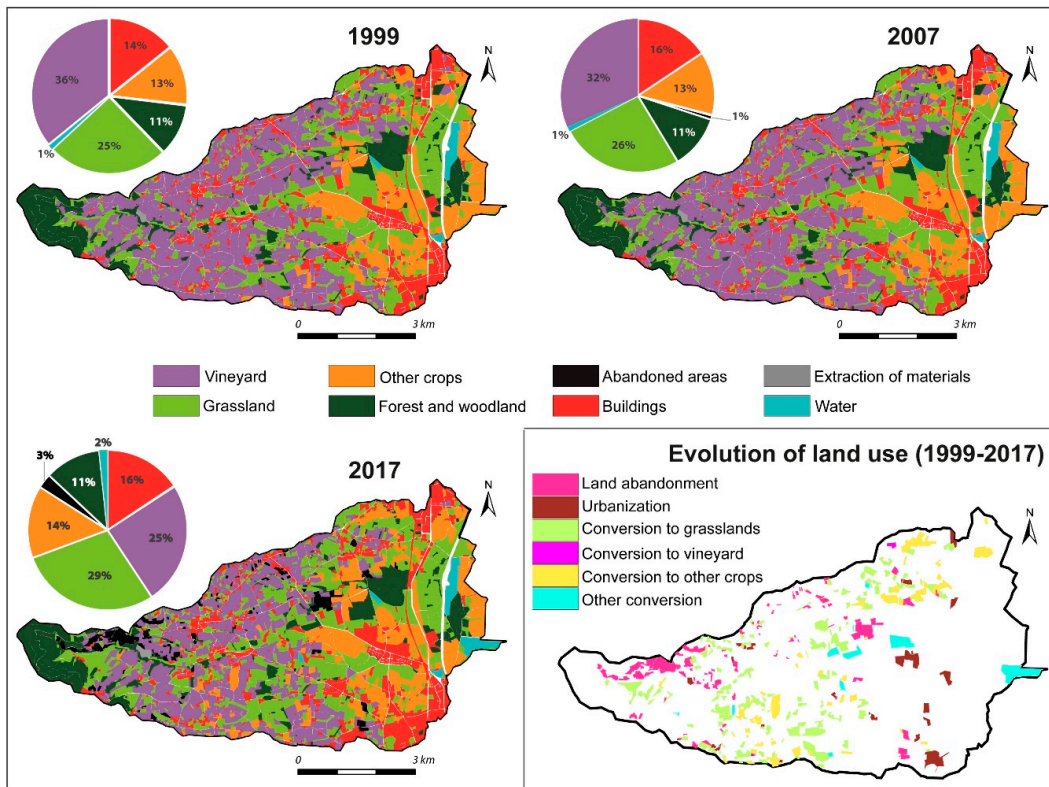 1999
14%
13%
11%
25%
1%
36%
N
0 3 km
2007
16%
13%
1%
11%
26%
1%
32%
N
0 3 km
Vineyard
Other crops
Abandoned areas
Extraction of materials
Grassland
Forest and woodland
Buildings
Water
2017
2%
16%
25%
29%
14%
3%
11%
N
0 3 km
Evolution of land use (1999-2017)
Land abandonment
Urbanization
Conversion to grasslands
Conversion to vineyard
Conversion to other crops
Other conversion
N